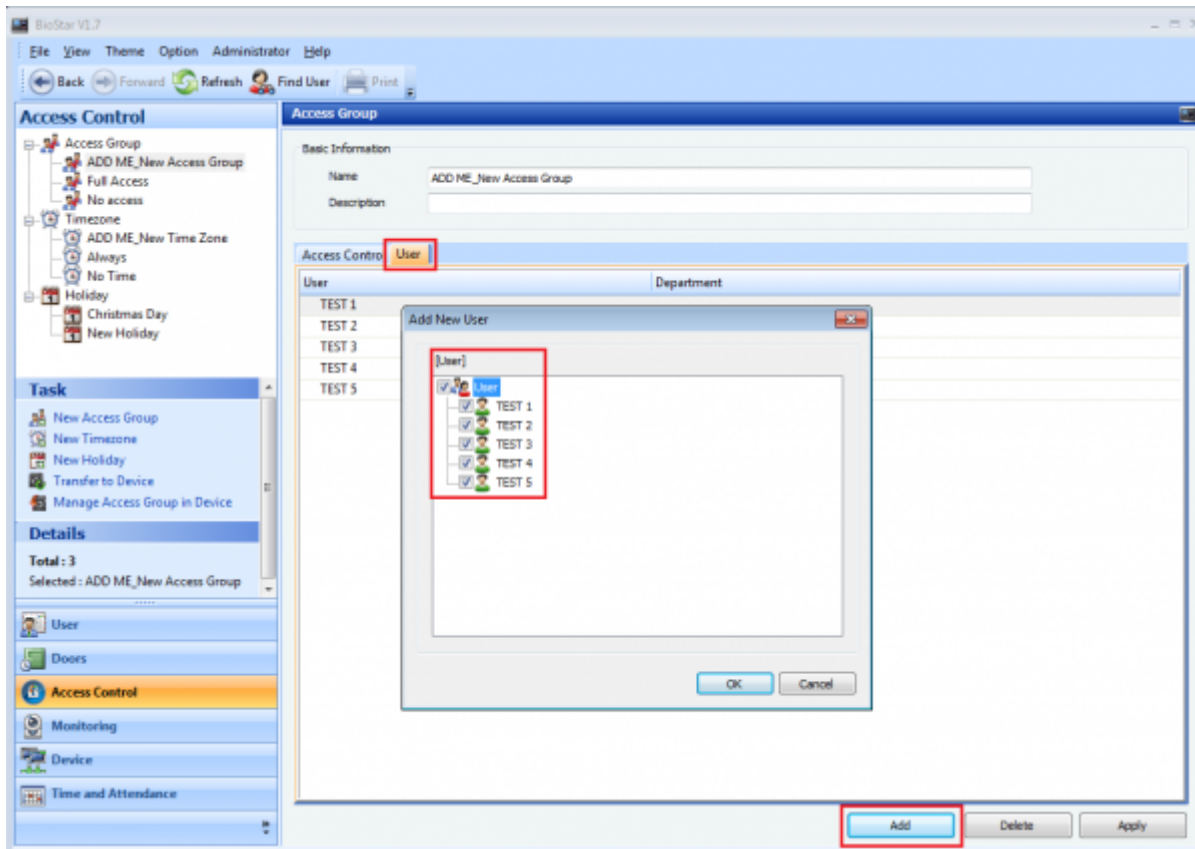 BioStar V1.7
File View Theme Option Administrator Help
Back Forward Refresh Find User Print
Access Control
Access Group
ADD ME_New Access Group
Full Access
No access
Timezone
ADD ME_New Time Zone
Always
No Time
Holiday
Christmas Day
New Holiday
Task
New Access Group
New Timezone
New Holiday
Transfer to Device
Manage Access Group in Device
Details
Total : 3
Selected : ADD ME_New Access Group
User
Doors
Access Control
Monitoring
Device
Time and Attendance
Access Group
Basic Information
Name ADD ME_New Access Group
Description
Access Contro User
User Department
TEST 1
TEST 2
TEST 3
TEST 4
TEST 5
Add New User
[User]
User
TEST 1
TEST 2
TEST 3
TEST 4
TEST 5
OK Cancel
Add Delete Apply